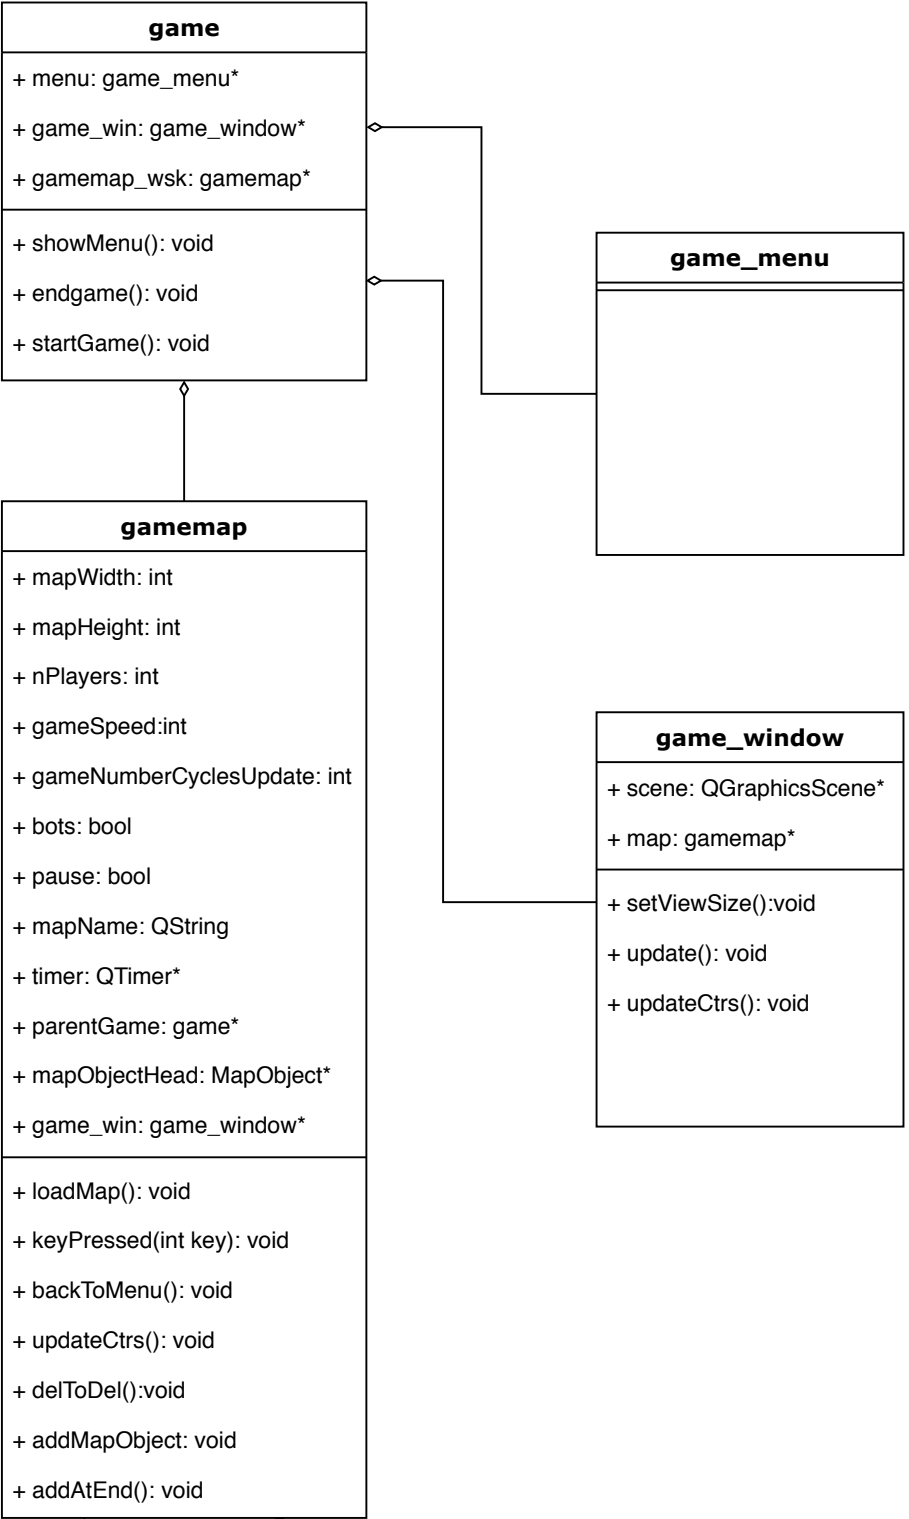 game
+ menu: game_menu*
+ game_win: game_window*
+ gamemap_wsk: gamemap*
+ showMenu(): void
+ endgame(): void
+ startGame(): void
game_menu
gamemap
+ mapWidth: int
+ mapHeight: int
+ nPlayers: int
+ gameSpeed:int
+ gameNumberCyclesUpdate: int
+ bots: bool
+ pause: bool
+ mapName: QString
+ timer: QTimer*
+ parentGame: game*
+ mapObjectHead: MapObject*
+ game_win: game_window*
+ loadMap(): void
+ keyPressed(int key): void
+ backToMenu(): void
+ updateCtrs(): void
+ delToDel():void
+ addMapObject: void
+ addAtEnd(): void
game_window
+ scene: QGraphicsScene*
+ map: gamemap*
+ setViewSize():void
+ update(): void
+ updateCtrs(): void